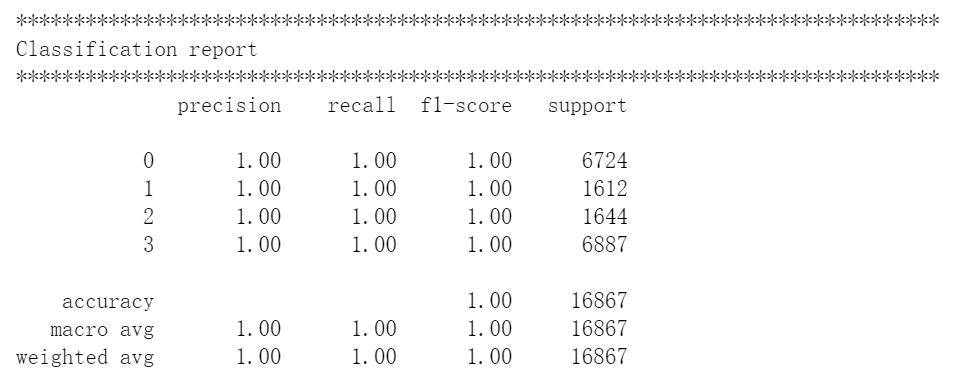 ********************************************************************************
Classification report
********************************************************************************
precision recall f1-score support
0 1.00 1.00 1.00 6724
1 1.00 1.00 1.00 1612
2 1.00 1.00 1.00 1644
3 1.00 1.00 1.00 6887
accuracy 1.00 16867
macro avg 1.00 1.00 1.00 16867
weighted avg 1.00 1.00 1.00 16867